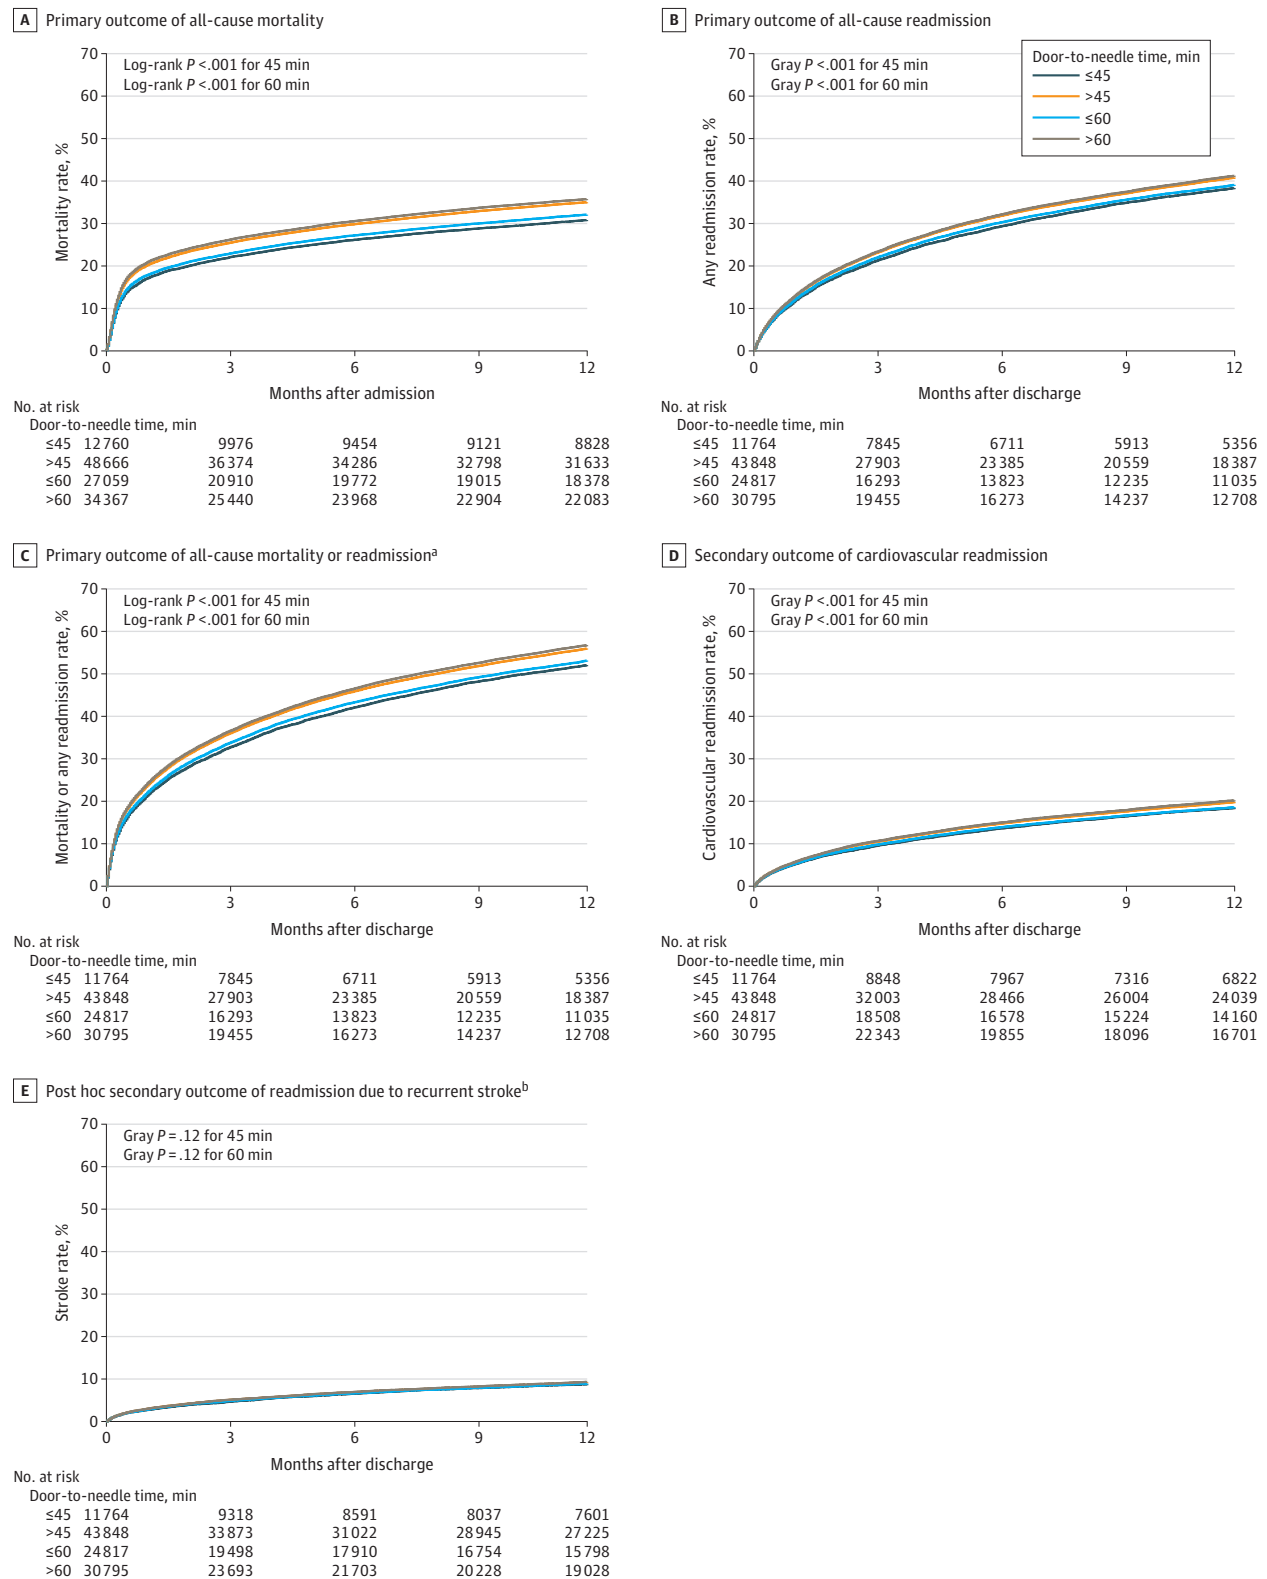 A Primary outcome of all-cause mortality
70
60
50
40
30
20
10
0
Mortality rate, %
Log-rank P <.001 for 45 min
Log-rank P <.001 for 60 min
0 3 6 9 12
Months after admission
No. at risk
Door-to-needle time, min
≤45 12760 9976 9454 9121 8828
>45 48666 36374 34286 32798 31633
≤60 27059 20910 19772 19015 18378
>60 34367 25440 23968 22904 22083
B Primary outcome of all-cause readmission
70
60
50
40
30
20
10
0
Any readmission rate, %
Gray P <.001 for 45 min
Gray P <.001 for 60 min
Door-to-needle time, min
≤45
>45
≤60
>60
0 3 6 9 12
Months after discharge
No. at risk
Door-to-needle time, min
≤45 11764 7845 6711 5913 5356
>45 43848 27903 23385 20559 18387
≤60 24817 16293 13823 12235 11035
>60 30795 19455 16273 14237 12708
C Primary outcome of all-cause mortality or readmissionᵃ
70
60
50
40
30
20
10
0
Mortality or any readmission rate, %
Log-rank P <.001 for 45 min
Log-rank P <.001 for 60 min
0 3 6 9 12
Months after discharge
No. at risk
Door-to-needle time, min
≤45 11764 7845 6711 5913 5356
>45 43848 27903 23385 20559 18387
≤60 24817 16293 13823 12235 11035
>60 30795 19455 16273 14237 12708
D Secondary outcome of cardiovascular readmission
70
60
50
40
30
20
10
0
Cardiovascular readmission rate, %
Gray P <.001 for 45 min
Gray P <.001 for 60 min
0 3 6 9 12
Months after discharge
No. at risk
Door-to-needle time, min
≤45 11764 8848 7967 7316 6822
>45 43848 32003 28466 26004 24039
≤60 24817 18508 16578 15224 14160
>60 30795 22343 19855 18096 16701
E Post hoc secondary outcome of readmission due to recurrent strokeᵇ
70
60
50
40
30
20
10
0
Stroke rate, %
Gray P = .12 for 45 min
Gray P = .12 for 60 min
0 3 6 9 12
Months after discharge
No. at risk
Door-to-needle time, min
≤45 11764 9318 8591 8037 7601
>45 43848 33873 31022 28945 27225
≤60 24817 19498 17910 16754 15798
>60 30795 23693 21703 20228 19028